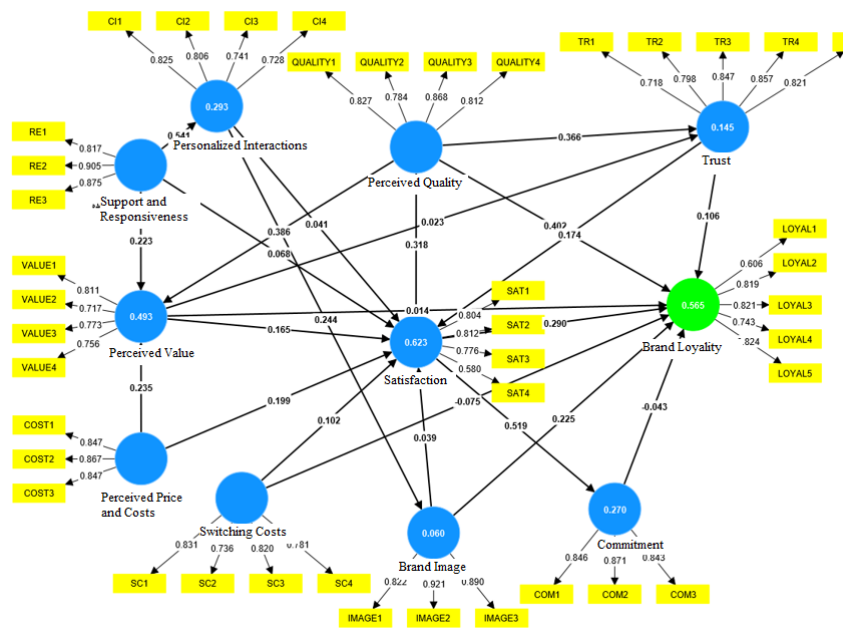 CI1
CI2
CI3
CI4
0.825
0.806
0.741
0.728
0.293
Personalized Interactions
QUALITY1
QUALITY2
QUALITY3
QUALITY4
0.827
0.784
0.868
0.812
Perceived Quality
TR1
TR2
TR3
TR4
0.718
0.798
0.847
0.857
0.821
0.145
Trust
RE1
RE2
RE3
0.817
0.905
0.875
Support and
Responsiveness
0.541
0.366
0.223
0.386
0.041
0.068
0.318
0.023
0.402
0.174
0.106
VALUE1
VALUE2
VALUE3
VALUE4
0.811
0.717
0.773
0.756
0.493
Perceived Value
0.014
0.165
0.244
0.290
0.623
Satisfaction
SAT1
SAT2
SAT3
SAT4
0.804
0.812
0.776
0.580
0.565
Brand Loyality
LOYAL1
LOYAL2
LOYAL3
LOYAL4
LOYAL5
0.606
0.819
0.821
0.743
.824
0.235
0.199
0.102
-0.075
0.039
0.519
0.225
-0.043
COST1
COST2
COST3
0.847
0.867
0.847
Perceived Price
and Costs
Switching Costs
0.831
0.736
0.820
0.781
SC1
SC2
SC3
SC4
0.060
Brand Image
0.822
0.921
0.890
IMAGE1
IMAGE2
IMAGE3
0.270
Commitment
0.846
0.871
0.843
COM1
COM2
COM3